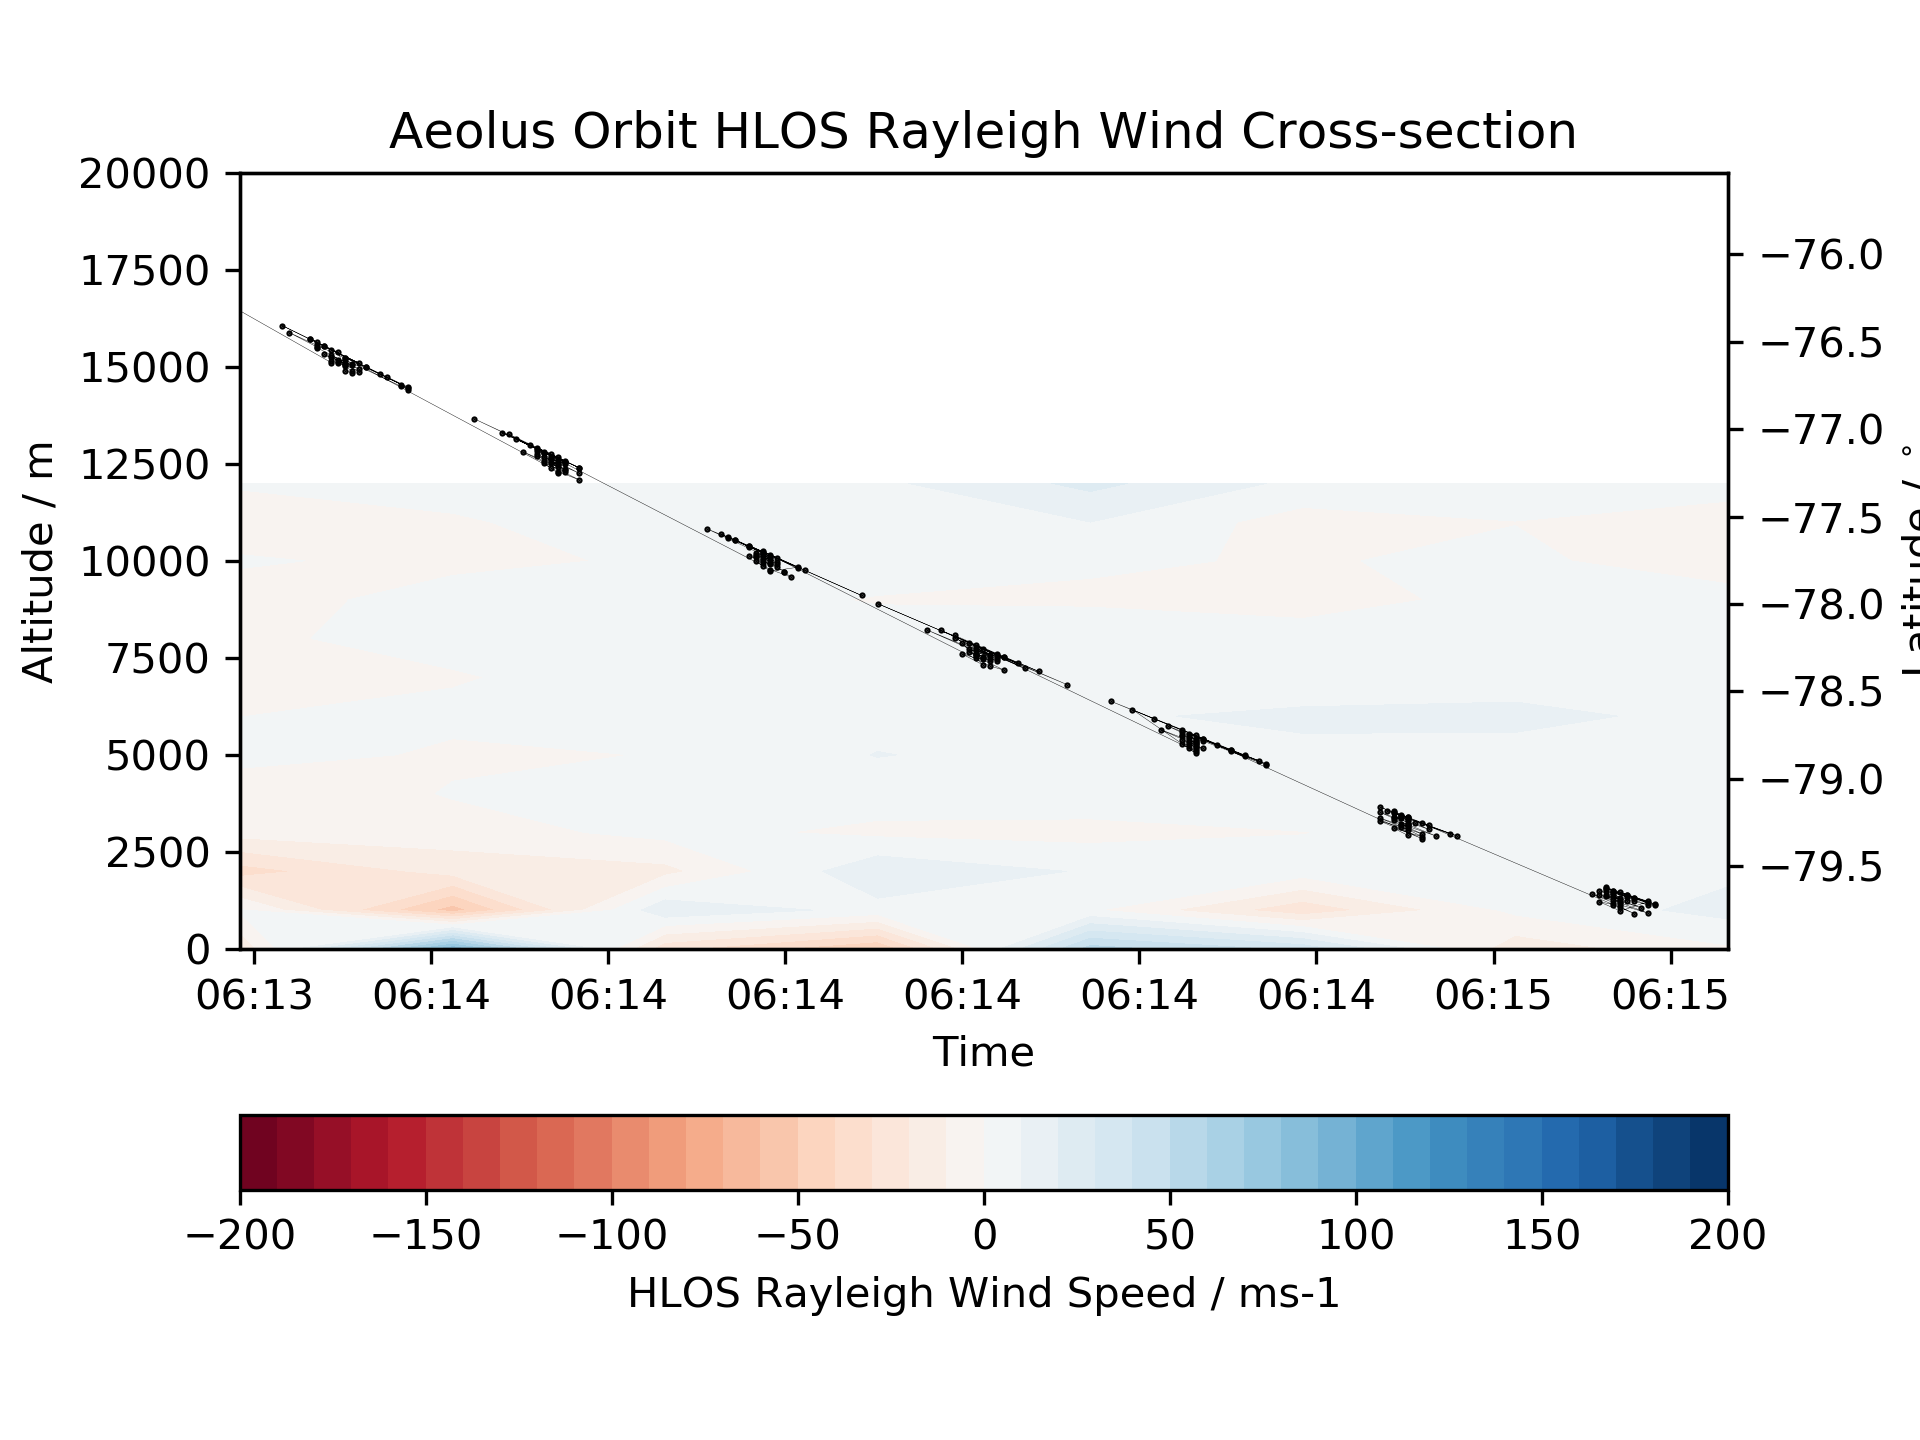 Aeolus Orbit HLOS Rayleigh Wind Cross-section
20000
17500
15000
12500
10000
7500
5000
2500
0
Altitude / m
−76.0
−76.5
−77.0
−77.5
−78.0
−78.5
−79.0
−79.5
Latitude / °
06:13 06:14 06:14 06:14 06:14 06:14 06:14 06:15 06:15
Time
−200 −150 −100 −50 0 50 100 150 200
HLOS Rayleigh Wind Speed / ms-1